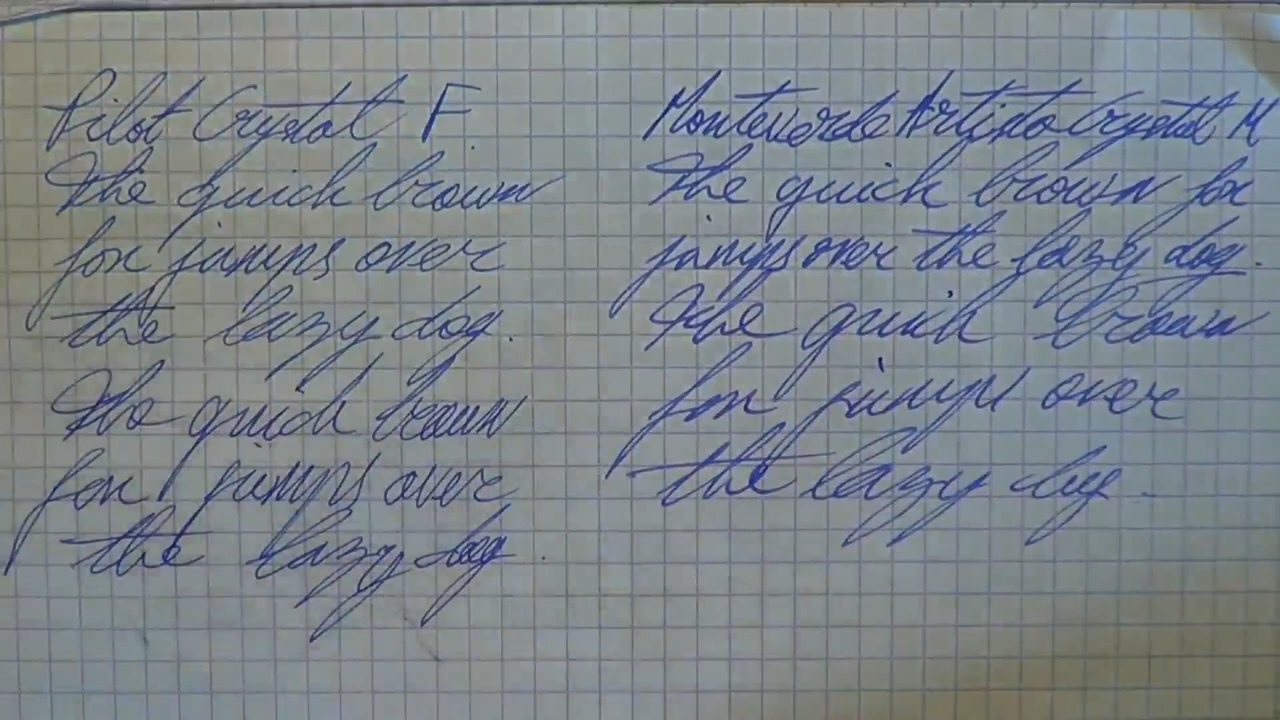 Pilot Crystal F
The quick brown
fox jumps over
the lazy dog.
The quick brown
fox jumps over
the lazy dog.
Monteverde Artista Crystal M
The quick brown fox
jumps over the lazy dog.
The quick brown
fox jumps over
the lazy dog.